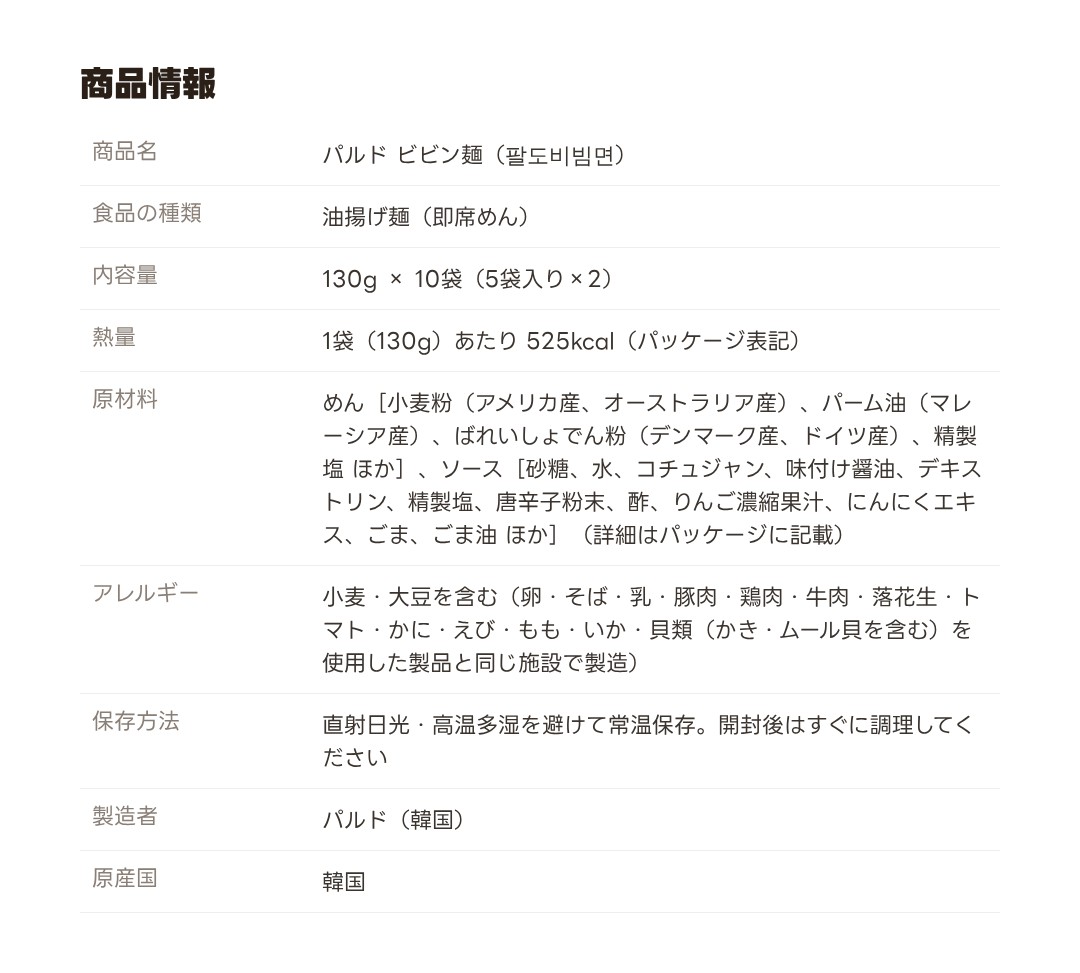 商品情報
商品名
パルド ビビン麺（팔도비빔면）
食品の種類
油揚げ麺（即席めん）
内容量
130g × 10袋（5袋入り×2）
熱量
1袋（130g）あたり 525kcal（パッケージ表記）
原材料
めん［小麦粉（アメリカ産、オーストラリア産）、パーム油（マレ
ーシア産）、ばれいしょでん粉（デンマーク産、ドイツ産）、精製
塩 ほか］、ソース［砂糖、水、コチュジャン、味付け醤油、デキス
トリン、精製塩、唐辛子粉末、酢、りんご濃縮果汁、にんにくエキ
ス、ごま、ごま油 ほか］（詳細はパッケージに記載）
アレルギー
小麦・大豆を含む（卵・そば・乳・豚肉・鶏肉・牛肉・落花生・ト
マト・かに・えび・もも・いか・貝類（かき・ムール貝を含む）を
使用した製品と同じ施設で製造）
保存方法
直射日光・高温多湿を避けて常温保存。開封後はすぐに調理してく
ださい
製造者
パルド（韓国）
原産国
韓国